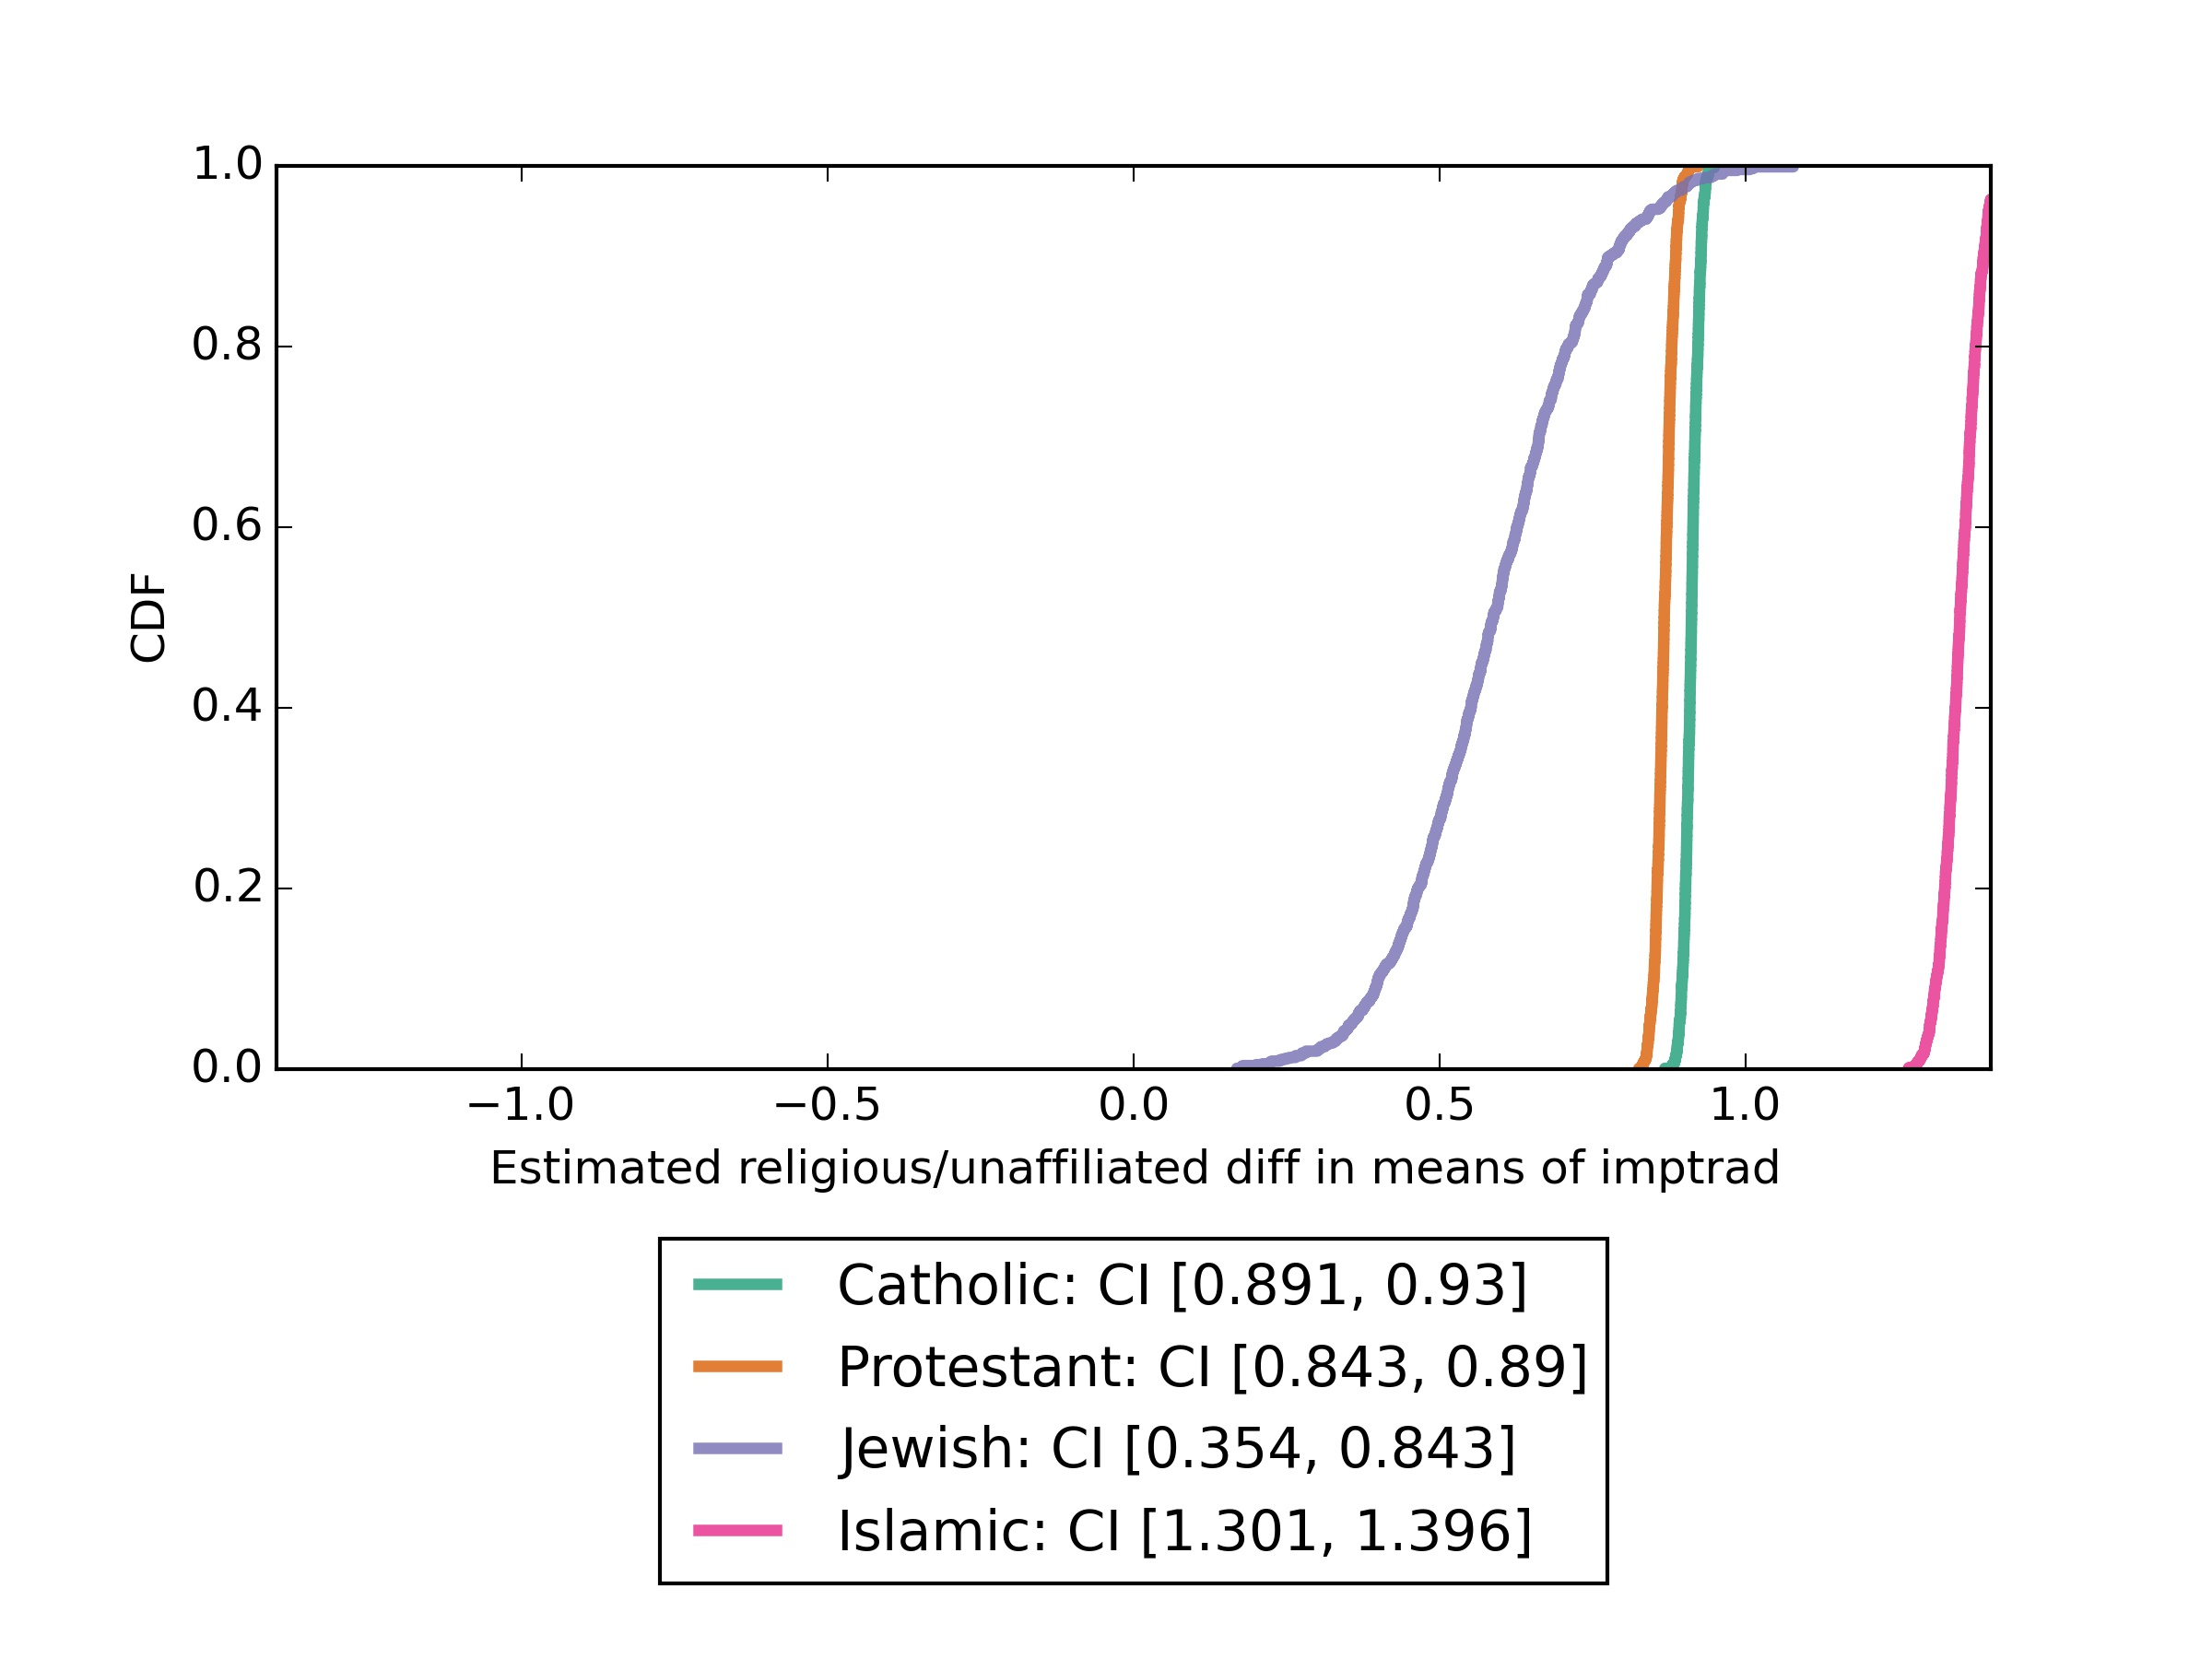 1.0
0.8
0.6
0.4
0.2
0.0
CDF
−1.0 −0.5 0.0 0.5 1.0
Estimated religious/unaffiliated diff in means of imptrad
Catholic: CI [0.891, 0.93]
Protestant: CI [0.843, 0.89]
Jewish: CI [0.354, 0.843]
Islamic: CI [1.301, 1.396]